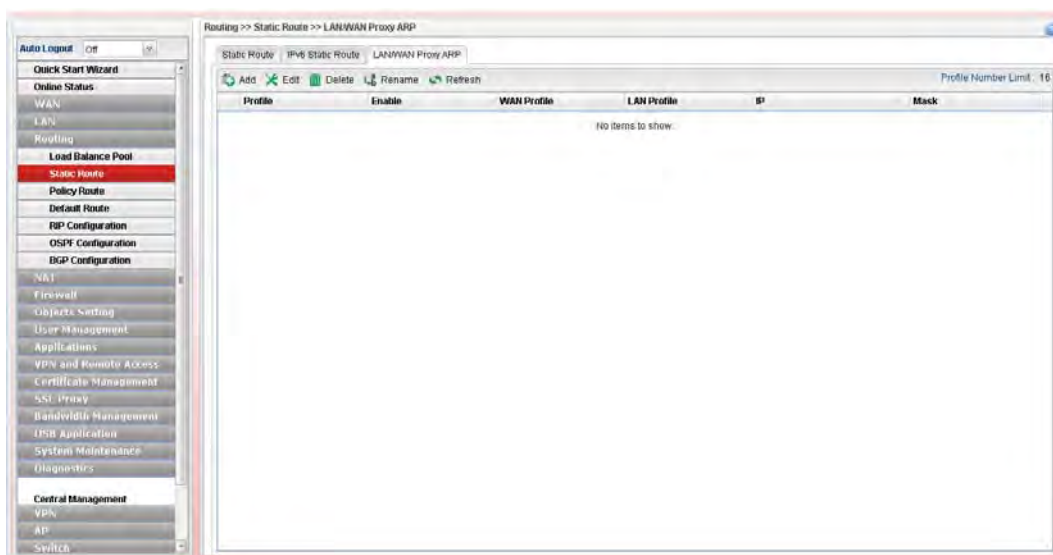 Routing >> Static Route >> LAN/WAN Proxy ARP
Auto Logout Off
Quick Start Wizard
Online Status
WAN
LAN
Routing
Load Balance Pool
Static Route
Policy Route
Default Route
RIP Configuration
OSPF Configuration
BGP Configuration
NAT
Firewall
Objects Setting
User Management
Applications
VPN and Remote Access
Certificate Management
SSL Proxy
Bandwidth Management
USB Application
System Maintenance
Diagnostics
Central Management
VPN
AP
Switch
Static Route IPv6 Static Route LAN/WAN Proxy ARP
Add Edit Delete Rename Refresh Profile Number Limit : 16
Profile Enable WAN Profile LAN Profile IP Mask
No items to show.